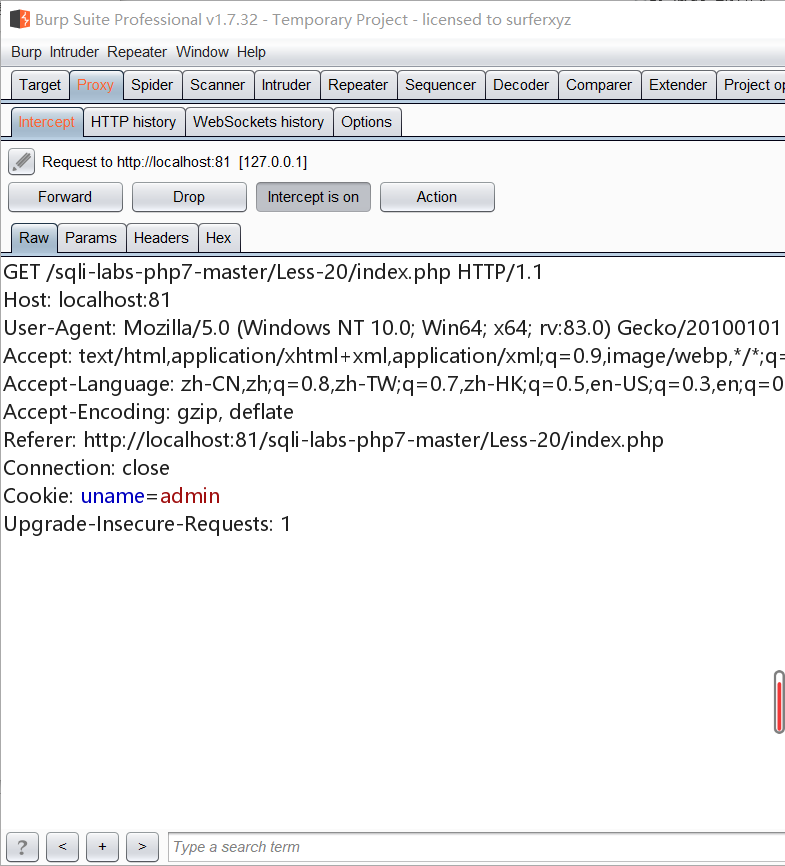 Burp Suite Professional v1.7.32 - Temporary Project - licensed to surferxyz
Burp Intruder Repeater Window Help
Target Proxy Spider Scanner Intruder Repeater Sequencer Decoder Comparer Extender Project op
Intercept HTTP history WebSockets history Options
Request to http://localhost:81 [127.0.0.1]
Forward Drop Intercept is on Action
Raw Params Headers Hex
GET /sqli-labs-php7-master/Less-20/index.php HTTP/1.1
Host: localhost:81
User-Agent: Mozilla/5.0 (Windows NT 10.0; Win64; x64; rv:83.0) Gecko/20100101
Accept: text/html,application/xhtml+xml,application/xml;q=0.9,image/webp,*/*;q=
Accept-Language: zh-CN,zh;q=0.8,zh-TW;q=0.7,zh-HK;q=0.5,en-US;q=0.3,en;q=0
Accept-Encoding: gzip, deflate
Referer: http://localhost:81/sqli-labs-php7-master/Less-20/index.php
Connection: close
Cookie: uname=admin
Upgrade-Insecure-Requests: 1
? < + > Type a search term